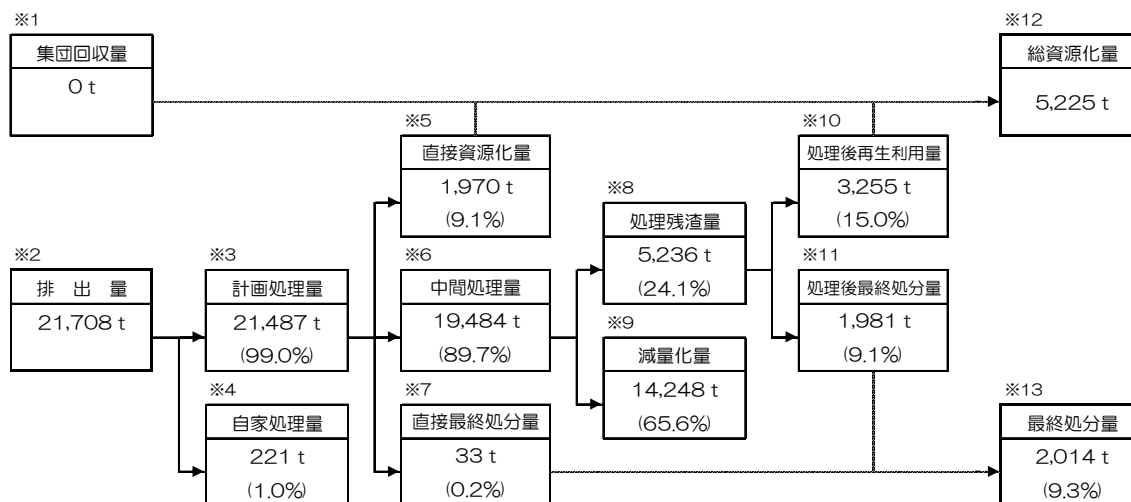 ※1
集団回収量
0 t
※12
総資源化量
5,225 t
※5
直接資源化量
1,970 t
(9.1%)
※10
処理後再生利用量
3,255 t
(15.0%)
※8
処理残渣量
5,236 t
(24.1%)
※2
排 出 量
21,708 t
※3
計画処理量
21,487 t
(99.0%)
※6
中間処理量
19,484 t
(89.7%)
※11
処理後最終処分量
1,981 t
(9.1%)
※9
減量化量
14,248 t
(65.6%)
※4
自家処理量
221 t
(1.0%)
※7
直接最終処分量
33 t
(0.2%)
※13
最終処分量
2,014 t
(9.3%)